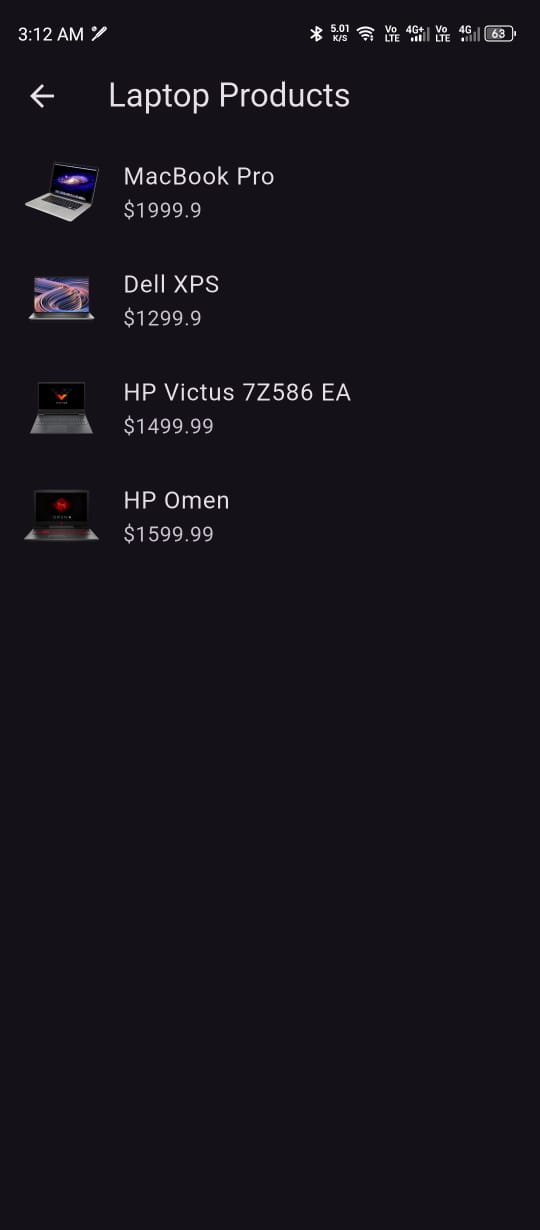 3:12 AM 5.01 K/S Vo LTE 4G+ Vo LTE 4G 63
Laptop Products
MacBook Pro
$1999.9
Dell XPS
$1299.9
HP Victus 7Z586 EA
$1499.99
HP Omen
$1599.99